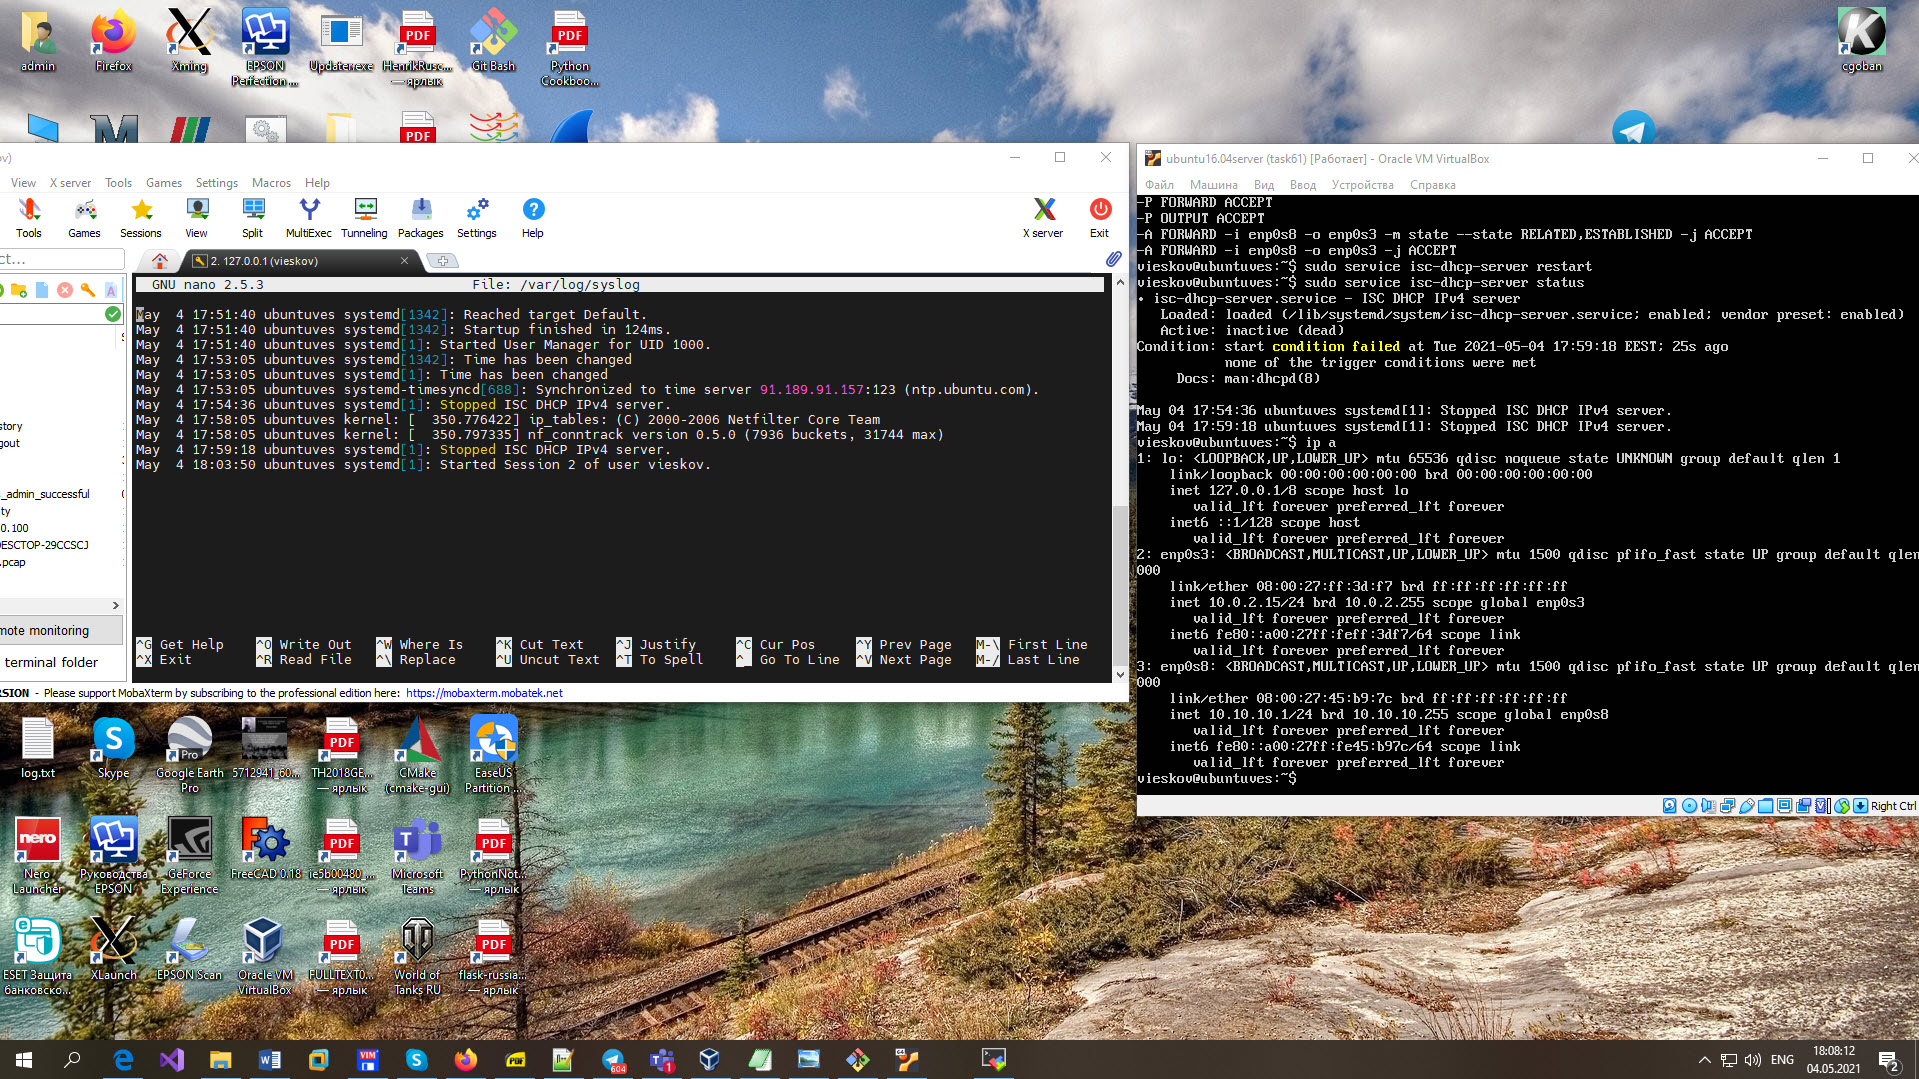 admin
Firefox
Xming
EPSON Perfection ...
Updater.exe
HenrikRusc... — ярлык
Git Bash
Python Cookboo...
cgoban
PDF
PDF
PDF
View X server Tools Games Settings Macros Help
Tools Games Sessions View Split MultiExec Tunneling Packages Settings Help X server Exit
2. 127.0.0.1 (vieskov)
GNU nano 2.5.3 File: /var/log/syslog
May  4 17:51:40 ubuntuves systemd[1342]: Reached target Default.
May  4 17:51:40 ubuntuves systemd[1342]: Startup finished in 124ms.
May  4 17:51:40 ubuntuves systemd[1]: Started User Manager for UID 1000.
May  4 17:53:05 ubuntuves systemd[1342]: Time has been changed
May  4 17:53:05 ubuntuves systemd[1]: Time has been changed
May  4 17:53:05 ubuntuves systemd-timesyncd[688]: Synchronized to time server 91.189.91.157:123 (ntp.ubuntu.com).
May  4 17:54:36 ubuntuves systemd[1]: Stopped ISC DHCP IPv4 server.
May  4 17:58:05 ubuntuves kernel: [  350.776422] ip_tables: (C) 2000-2006 Netfilter Core Team
May  4 17:58:05 ubuntuves kernel: [  350.797335] nf_conntrack version 0.5.0 (7936 buckets, 31744 max)
May  4 17:59:18 ubuntuves systemd[1]: Stopped ISC DHCP IPv4 server.
May  4 18:03:50 ubuntuves systemd[1]: Started Session 2 of user vieskov.
^G Get Help ^O Write Out ^W Where Is ^K Cut Text ^J Justify ^C Cur Pos ^Y Prev Page M-\ First Line
^X Exit ^R Read File ^\ Replace ^U Uncut Text ^T To Spell ^_ Go To Line ^V Next Page M-/ Last Line
ct...
story
gout
s_admin_successful
ty
0.100
DESCTOP-29CCSCJ
.pcap
mote monitoring
terminal folder
RSION - Please support MobaXterm by subscribing to the professional edition here: https://mobaxterm.mobatek.net
ubuntu16.04server (task61) [Работает] - Oracle VM VirtualBox
Файл Машина Вид Ввод Устройства Справка
-P FORWARD ACCEPT
-P OUTPUT ACCEPT
-A FORWARD -i enp0s8 -o enp0s3 -m state --state RELATED,ESTABLISHED -j ACCEPT
-A FORWARD -i enp0s8 -o enp0s3 -j ACCEPT
vieskov@ubuntuves:~$ sudo service isc-dhcp-server restart
vieskov@ubuntuves:~$ sudo service isc-dhcp-server status
• isc-dhcp-server.service - ISC DHCP IPv4 server
Loaded: loaded (/lib/systemd/system/isc-dhcp-server.service; enabled; vendor preset: enabled)
Active: inactive (dead)
Condition: start condition failed at Tue 2021-05-04 17:59:18 EEST; 25s ago
none of the trigger conditions were met
Docs: man:dhcpd(8)
May 04 17:54:36 ubuntuves systemd[1]: Stopped ISC DHCP IPv4 server.
May 04 17:59:18 ubuntuves systemd[1]: Stopped ISC DHCP IPv4 server.
vieskov@ubuntuves:~$ ip a
1: lo: <LOOPBACK,UP,LOWER_UP> mtu 65536 qdisc noqueue state UNKNOWN group default qlen 1
link/loopback 00:00:00:00:00:00 brd 00:00:00:00:00:00
inet 127.0.0.1/8 scope host lo
valid_lft forever preferred_lft forever
inet6 ::1/128 scope host
valid_lft forever preferred_lft forever
2: enp0s3: <BROADCAST,MULTICAST,UP,LOWER_UP> mtu 1500 qdisc pfifo_fast state UP group default qlen
000
link/ether 08:00:27:ff:3d:f7 brd ff:ff:ff:ff:ff:ff
inet 10.0.2.15/24 brd 10.0.2.255 scope global enp0s3
valid_lft forever preferred_lft forever
inet6 fe80::a00:27ff:feff:3df7/64 scope link
valid_lft forever preferred_lft forever
3: enp0s8: <BROADCAST,MULTICAST,UP,LOWER_UP> mtu 1500 qdisc pfifo_fast state UP group default qlen
000
link/ether 08:00:27:45:b9:7c brd ff:ff:ff:ff:ff:ff
inet 10.10.10.1/24 brd 10.10.10.255 scope global enp0s8
valid_lft forever preferred_lft forever
inet6 fe80::a00:27ff:fe45:b97c/64 scope link
valid_lft forever preferred_lft forever
vieskov@ubuntuves:~$
Right Ctrl
log.txt
Skype
Google Earth Pro
5712941_60...
TH2018GE... — ярлык
CMake (cmake-gui)
EaseUS Partition ...
Nero Launcher
Руководства EPSON
GeForce Experience
FreeCAD 0.18
ie5b00480_... — ярлык
Microsoft Teams
PythonNot... — ярлык
ESET Защита банковско...
XLaunch
EPSON Scan
Oracle VM VirtualBox
FULLTEXT0... — ярлык
World of Tanks RU
flask-russia... — ярлык
ENG
18:08:12
04.05.2021